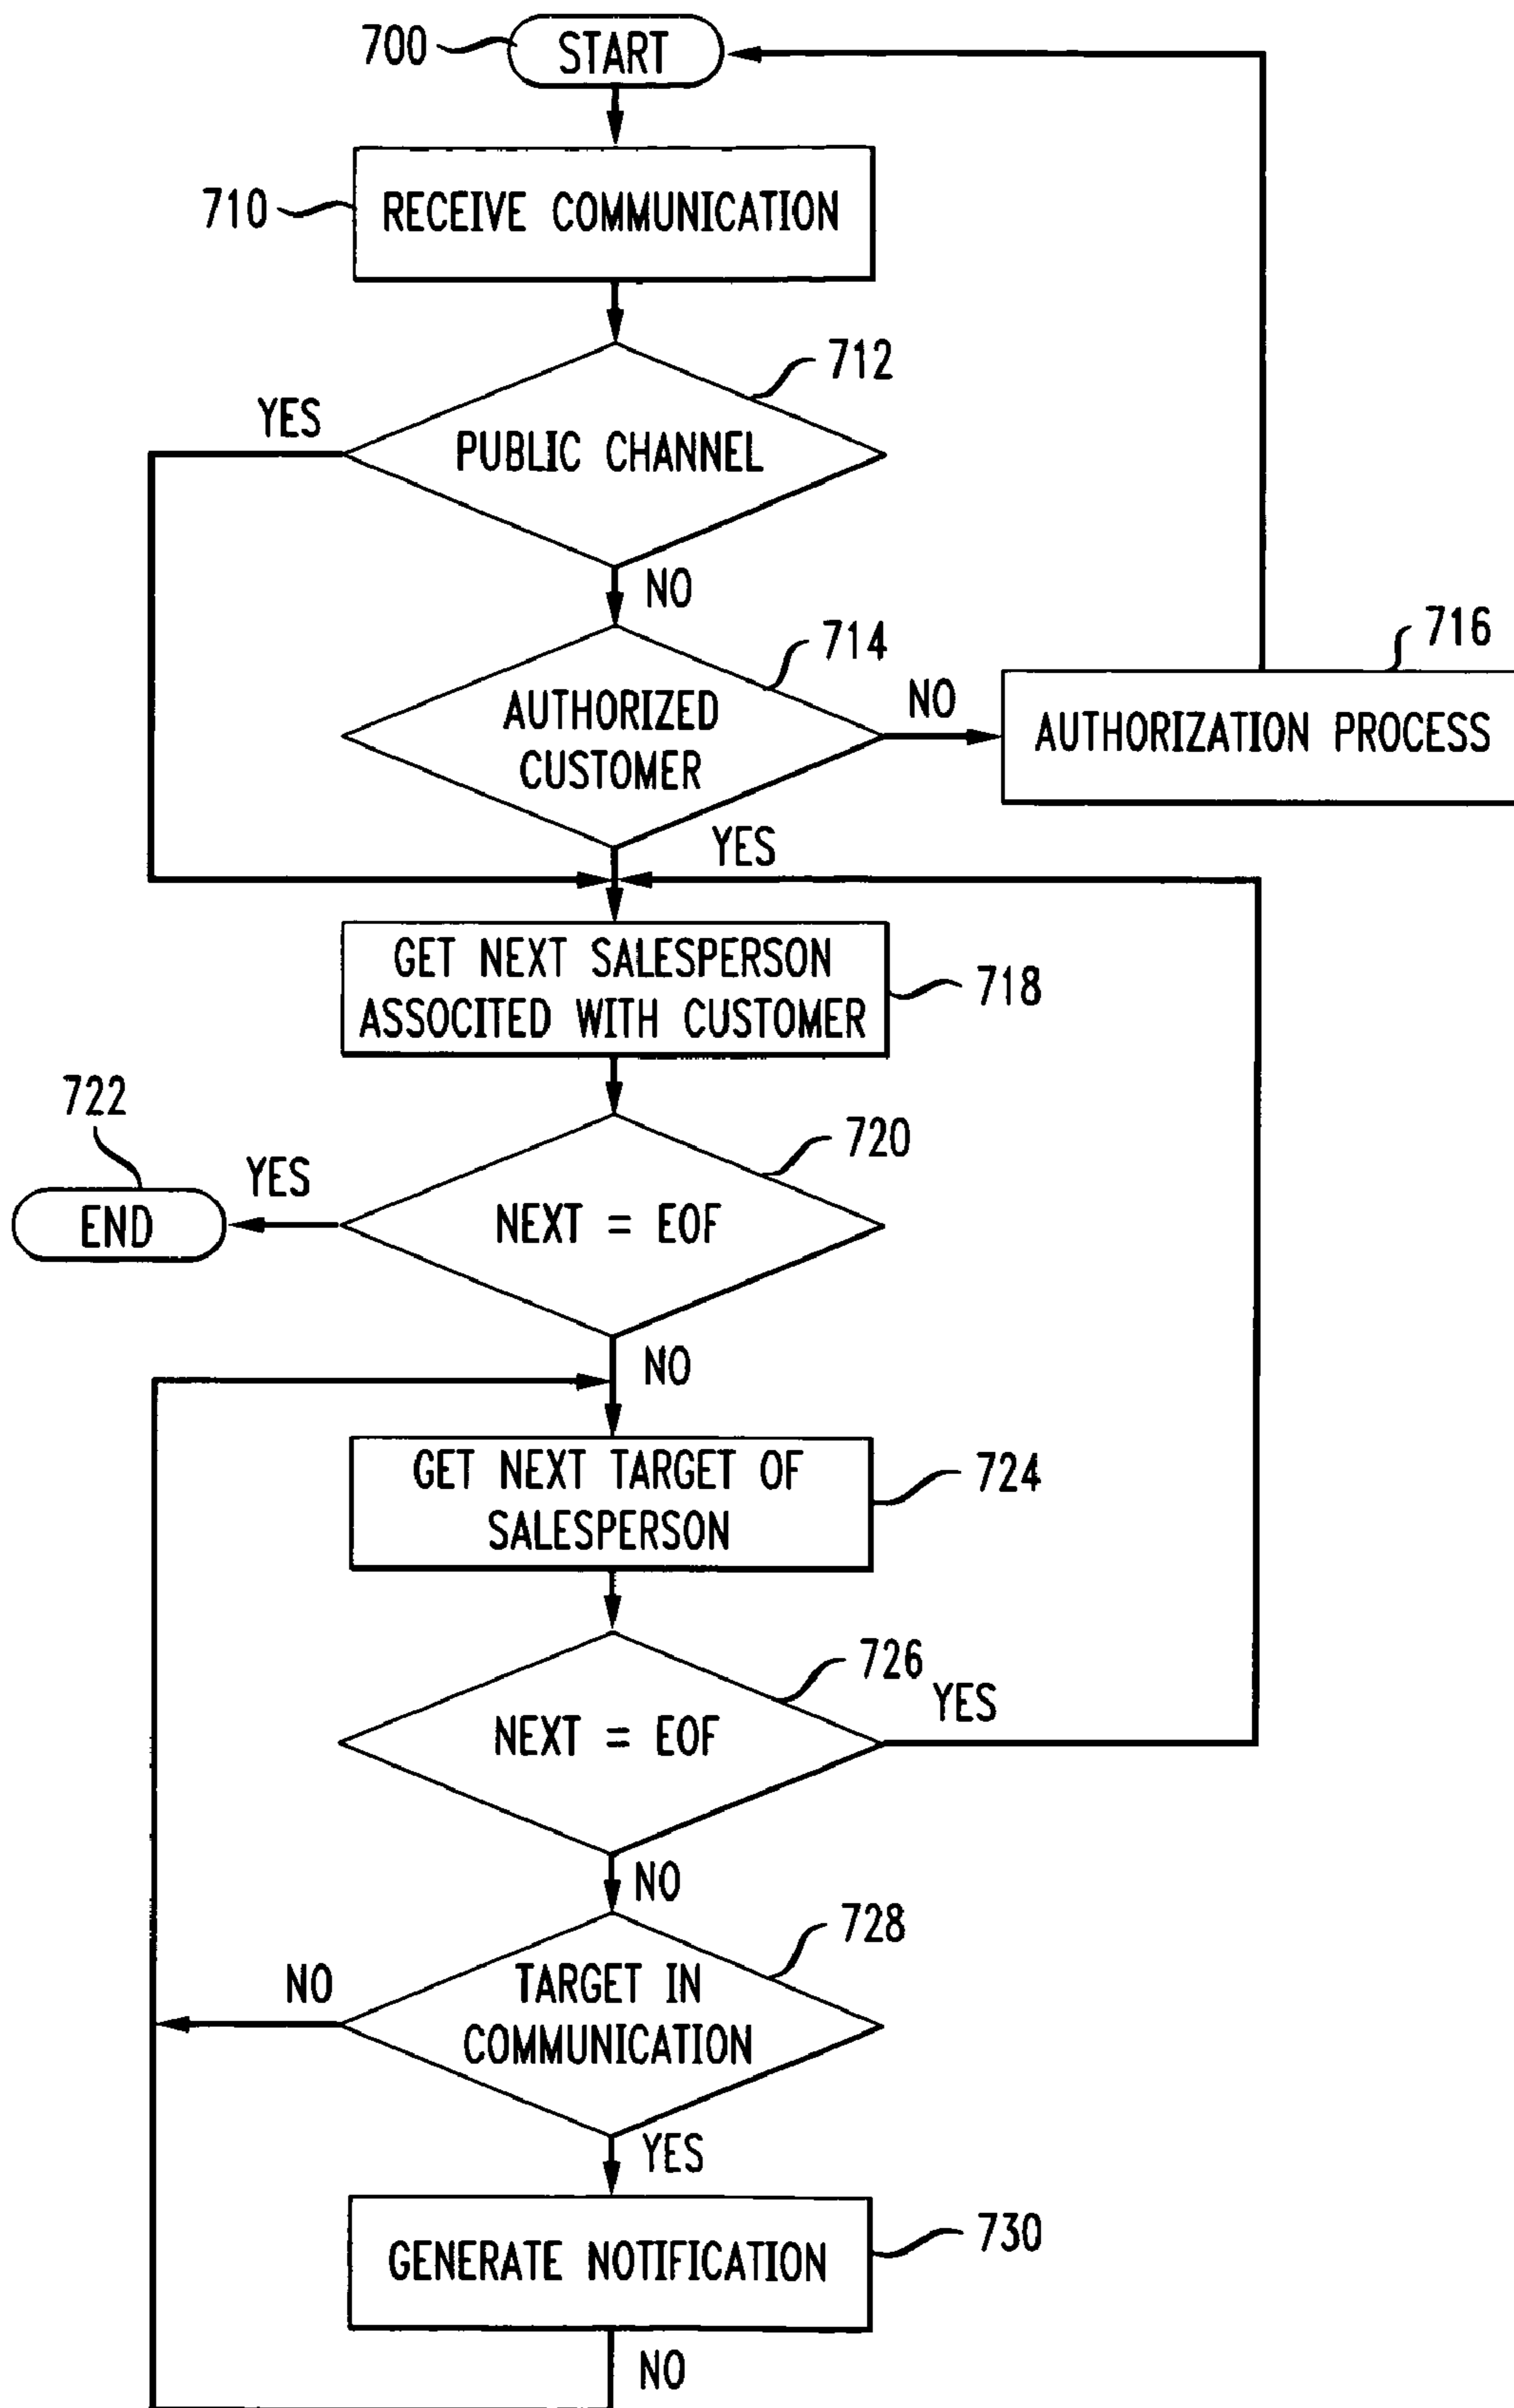 700
START
710
RECEIVE COMMUNICATION
712
YES
PUBLIC CHANNEL
NO
714
716
AUTHORIZED
CUSTOMER
NO
AUTHORIZATION PROCESS
YES
GET NEXT SALESPERSON
ASSOCITED WITH CUSTOMER
718
722
720
YES
END
NEXT = EOF
NO
GET NEXT TARGET OF
SALESPERSON
724
726
YES
NEXT = EOF
NO
728
NO
TARGET IN
COMMUNICATION
YES
730
GENERATE NOTIFICATION
NO